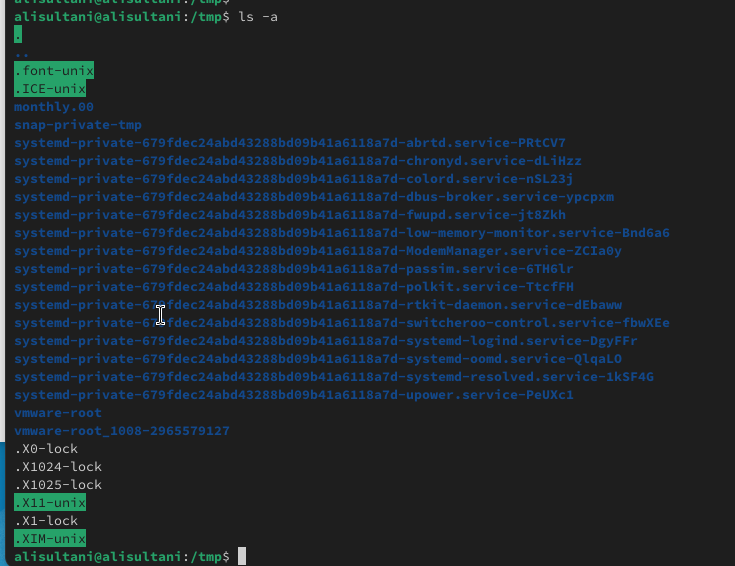 alisultani@alisultani:/tmp$ ls -a
.
..
.font-unix
.ICE-unix
monthly.00
snap-private-tmp
systemd-private-679fdec24abd43288bd09b41a6118a7d-abrtd.service-PRtCV7
systemd-private-679fdec24abd43288bd09b41a6118a7d-chronyd.service-dLiHzz
systemd-private-679fdec24abd43288bd09b41a6118a7d-colord.service-nSL23j
systemd-private-679fdec24abd43288bd09b41a6118a7d-dbus-broker.service-ypcpxm
systemd-private-679fdec24abd43288bd09b41a6118a7d-fwupd.service-jt8Zkh
systemd-private-679fdec24abd43288bd09b41a6118a7d-low-memory-monitor.service-Bnd6a6
systemd-private-679fdec24abd43288bd09b41a6118a7d-ModemManager.service-ZCIa0y
systemd-private-679fdec24abd43288bd09b41a6118a7d-passim.service-6TH6lr
systemd-private-679fdec24abd43288bd09b41a6118a7d-polkit.service-TtcfFH
systemd-private-679fdec24abd43288bd09b41a6118a7d-rtkit-daemon.service-dEbaww
systemd-private-679fdec24abd43288bd09b41a6118a7d-switcheroo-control.service-fbwXEe
systemd-private-679fdec24abd43288bd09b41a6118a7d-systemd-logind.service-DgyFFr
systemd-private-679fdec24abd43288bd09b41a6118a7d-systemd-oomd.service-QlqaLO
systemd-private-679fdec24abd43288bd09b41a6118a7d-systemd-resolved.service-1kSF4G
systemd-private-679fdec24abd43288bd09b41a6118a7d-upower.service-PeUXc1
vmware-root
vmware-root_1008-2965579127
.X0-lock
.X1024-lock
.X1025-lock
.X11-unix
.X1-lock
.XIM-unix
alisultani@alisultani:/tmp$